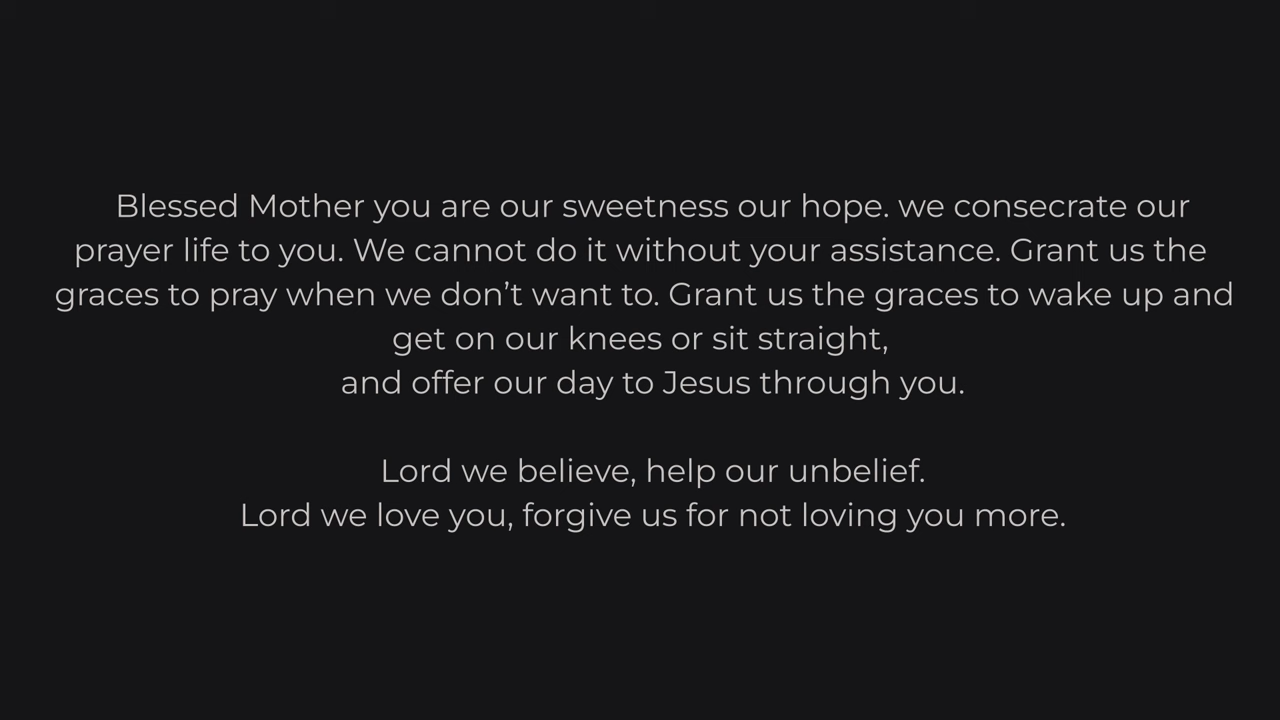 Blessed Mother you are our sweetness our hope. we consecrate our
prayer life to you. We cannot do it without your assistance. Grant us the
graces to pray when we don’t want to. Grant us the graces to wake up and
get on our knees or sit straight,
and offer our day to Jesus through you.
Lord we believe, help our unbelief.
Lord we love you, forgive us for not loving you more.